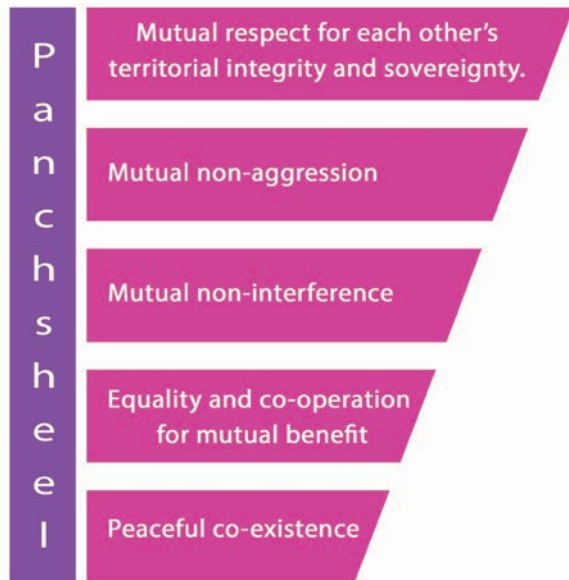 Panchsheel
Mutual respect for each other's
territorial integrity and sovereignty.
Mutual non-aggression
Mutual non-interference
Equality and co-operation
for mutual benefit
Peaceful co-existence